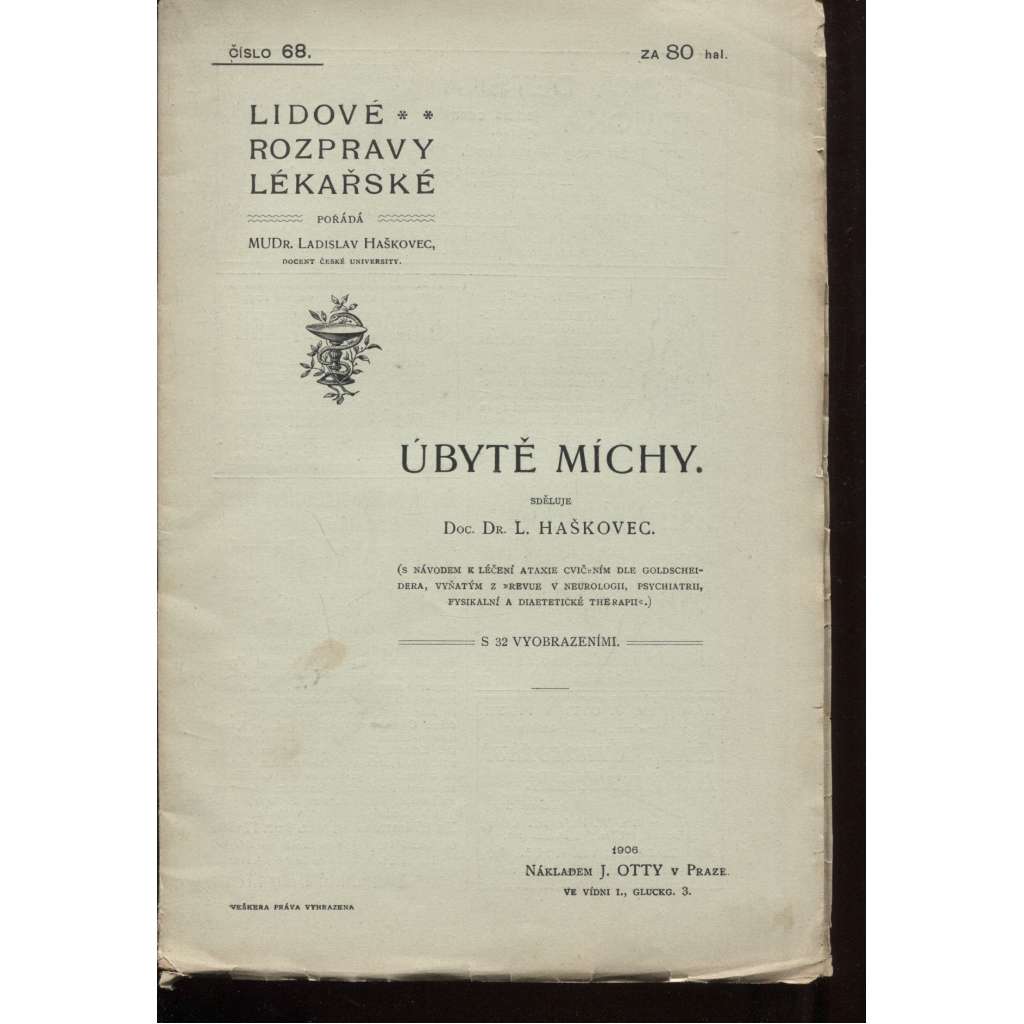 ČÍSLO 68.
ZA 80 hal.
LIDOVÉ * *
ROZPRAVY
LÉKAŘSKÉ
POŘÁDÁ
MUDR. LADISLAV HAŠKOVEC,
DOCENT ČESKÉ UNIVERSITY.
ÚBYTĚ MÍCHY.
SDĚLUJE
DOC. DR. L. HAŠKOVEC.
(S NÁVODEM K LÉČENÍ ATAXIE CVIČENÍM DLE GOLDSCHEI-
DERA, VYŇATÝM Z »REVUE V NEUROLOGII, PSYCHIATRII,
FYSIKÁLNÍ A DIAETETICKÉ THERAPII«.)
S 32 VYOBRAZENÍMI.
1906.
NÁKLADEM J. OTTY V PRAZE.
VE VÍDNI I., GLUCKG. 3.
VEŠKERA PRÁVA VYHRAZENA